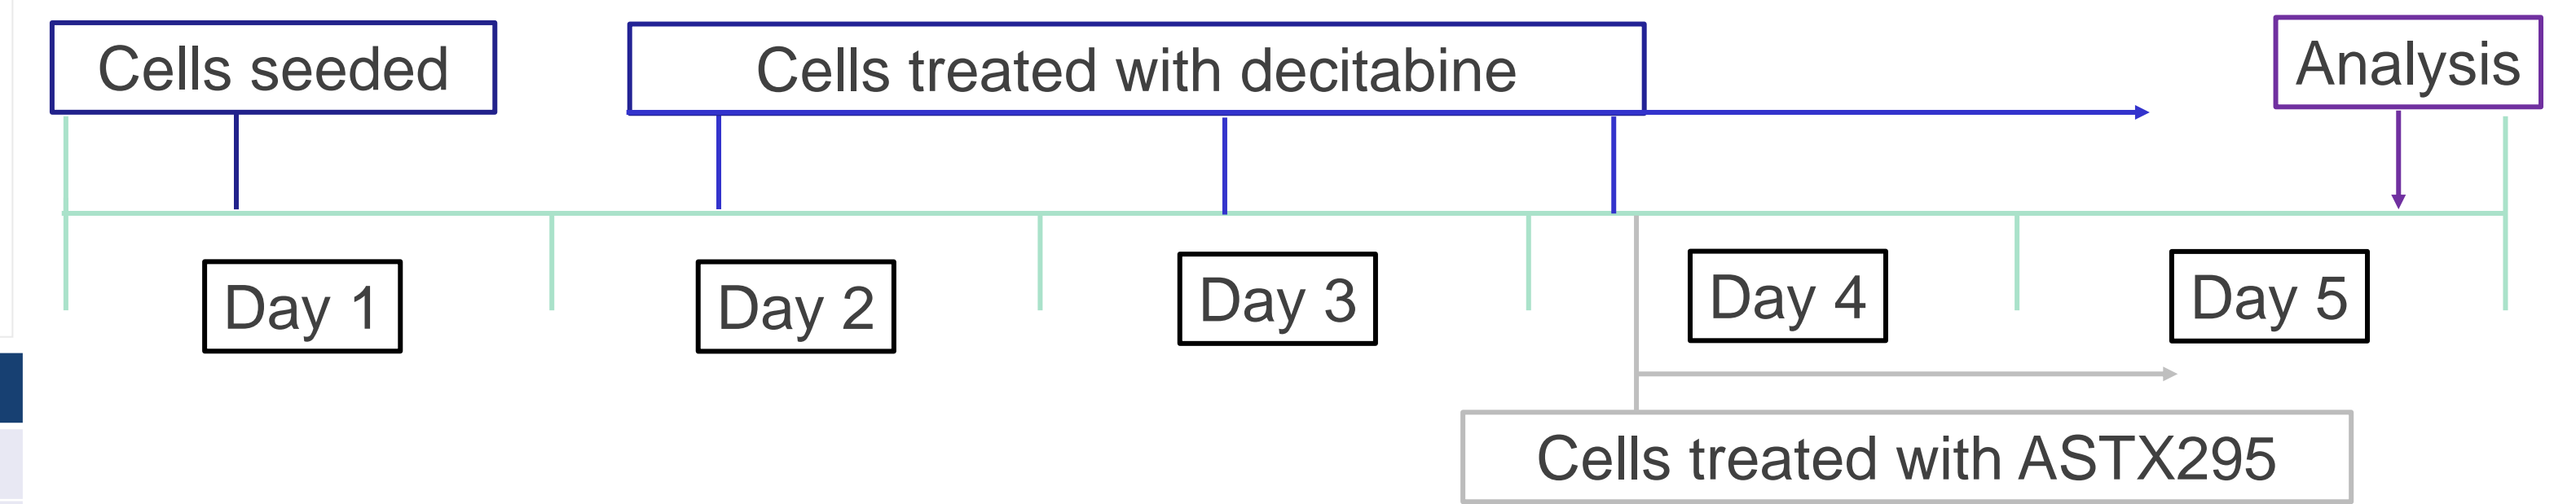 Cells seeded
Cells treated with decitabine
Analysis
Day 1
Day 2
Day 3
Day 4
Day 5
Cells treated with ASTX295